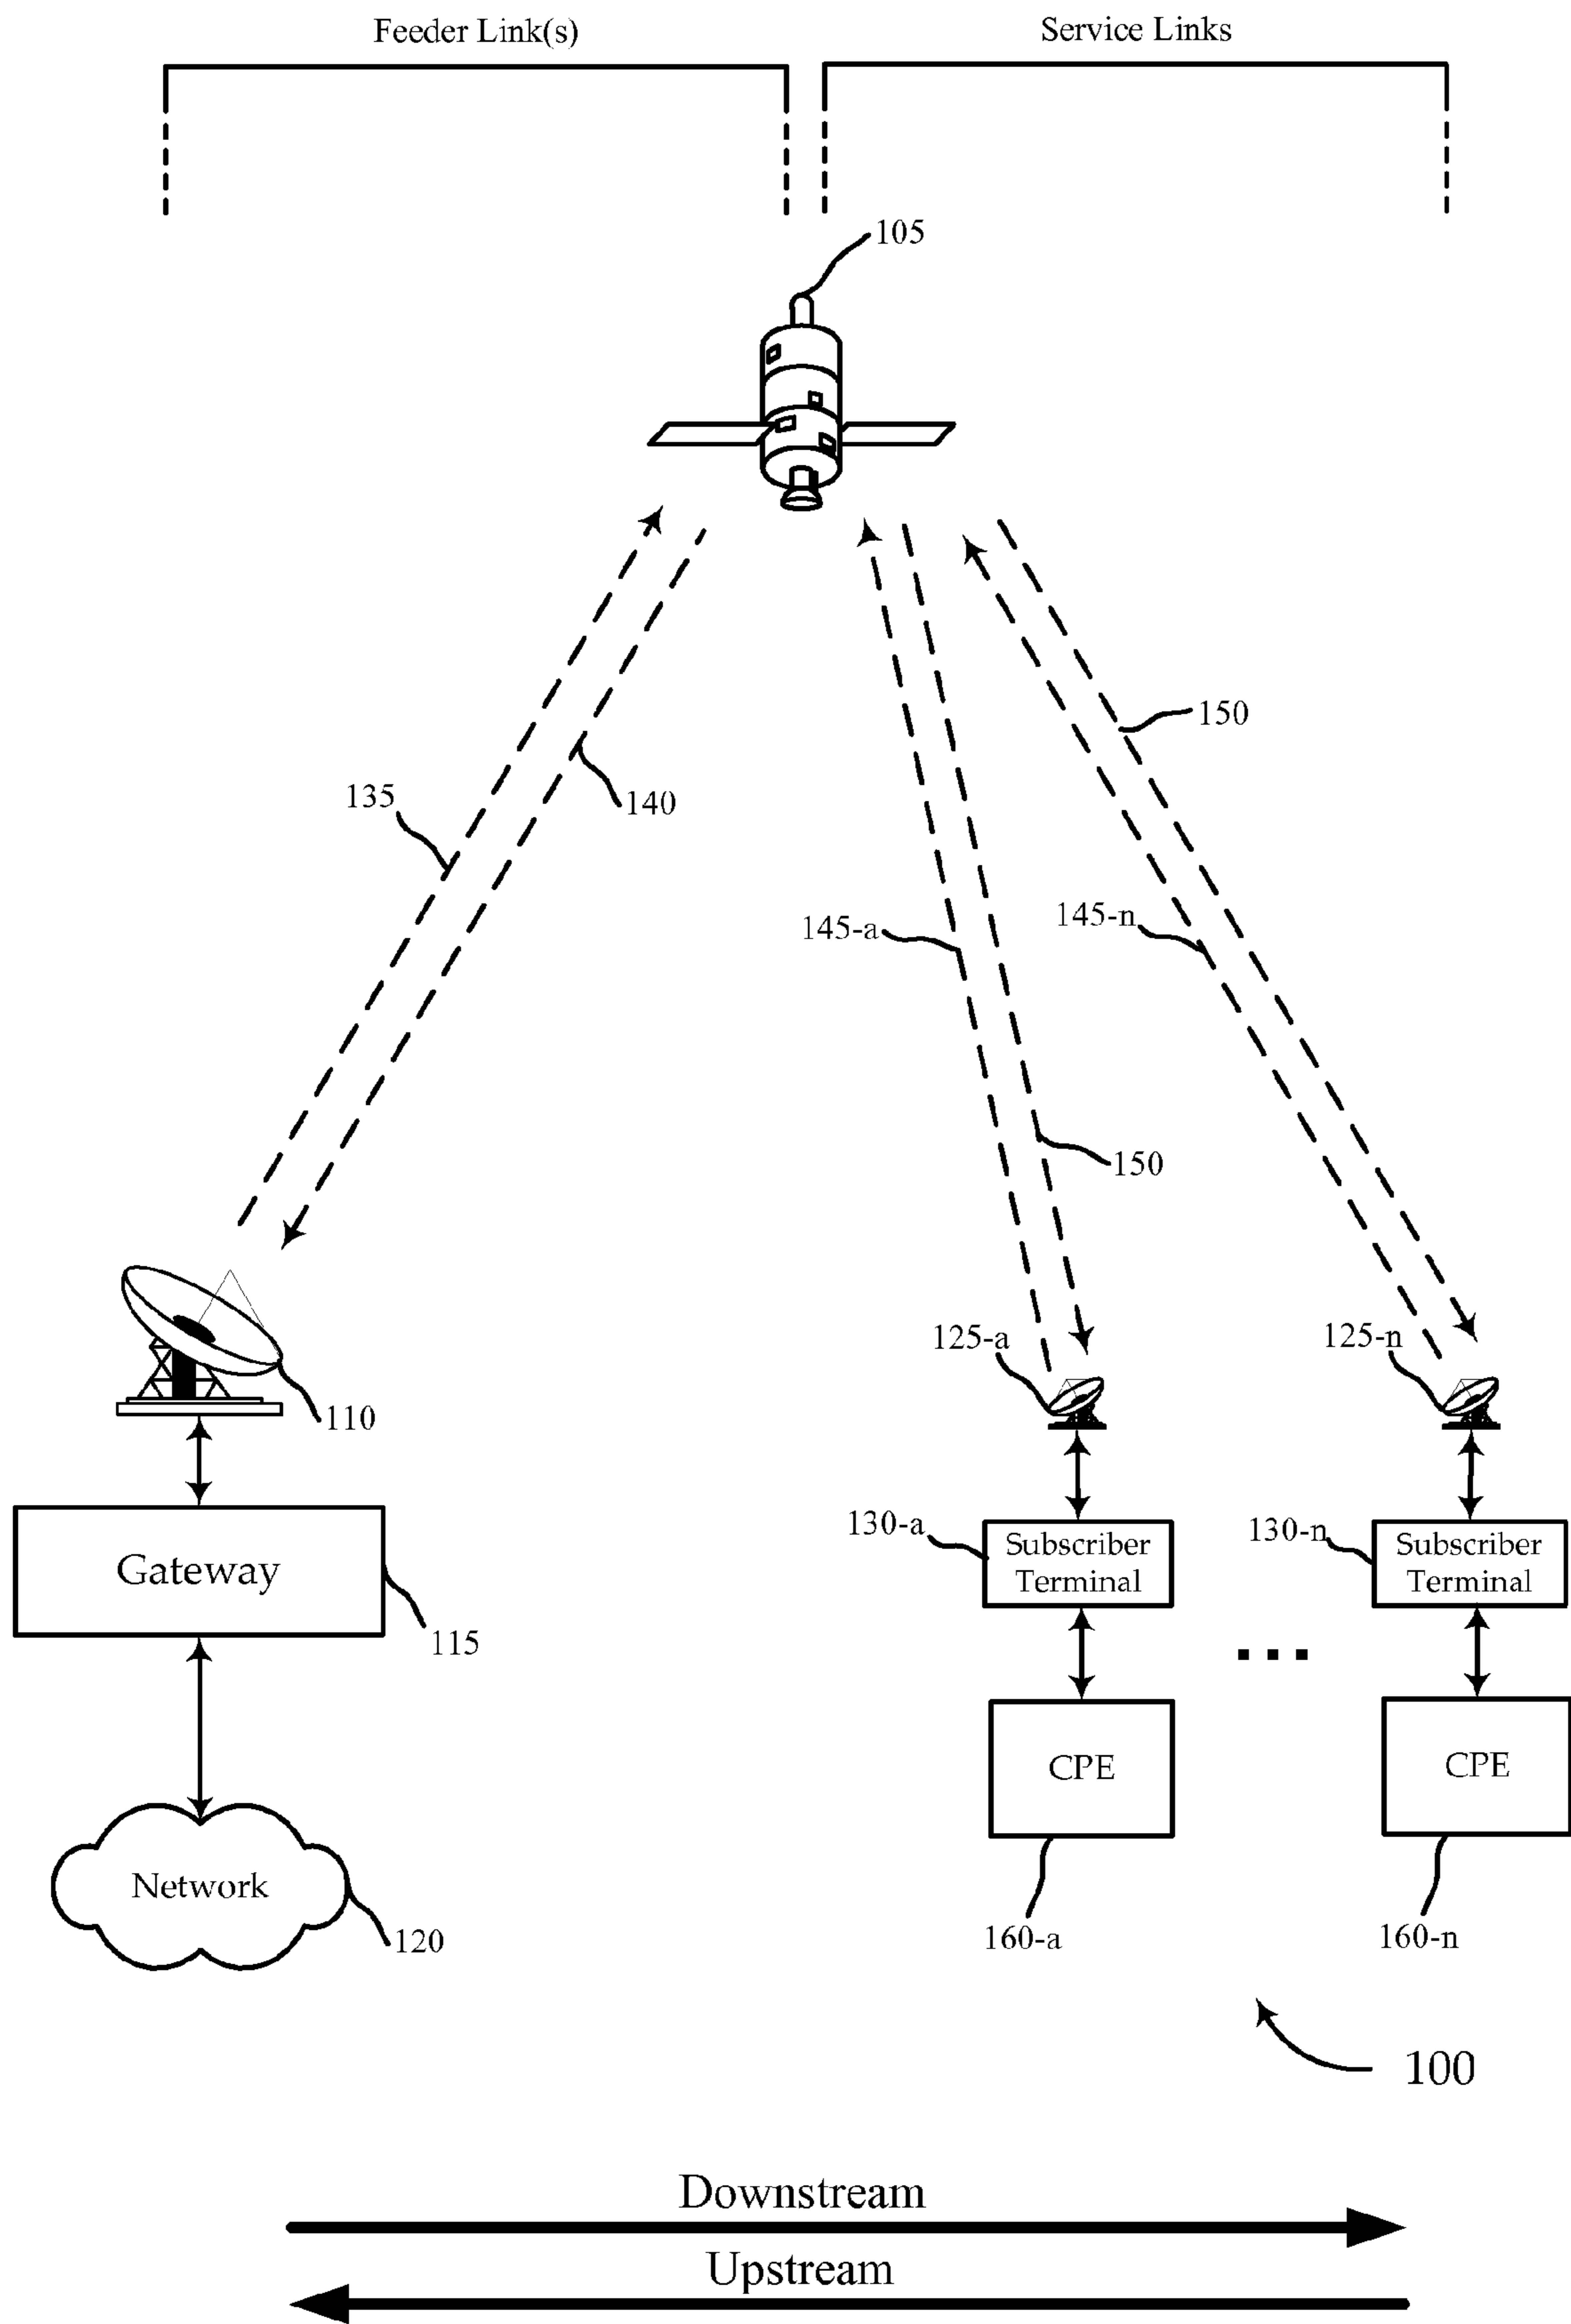 Feeder Link(s)
Service Links
105
150
135
140
145-a
145-n
150
125-a
125-n
110
130-a
Subscriber
Terminal
130-n
Subscriber
Terminal
Gateway
115
CPE
CPE
Network
120
160-a
160-n
100
Downstream
Upstream